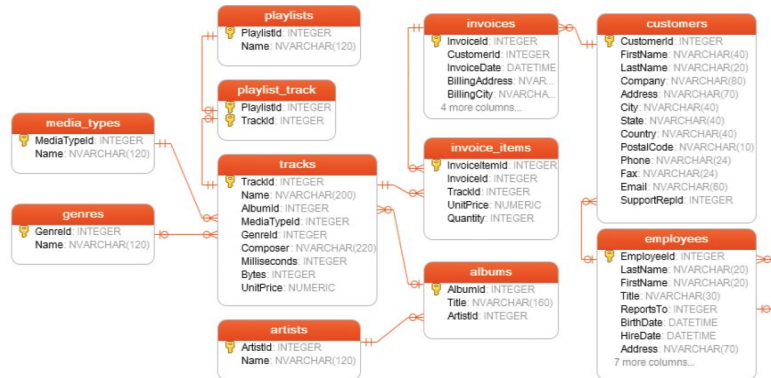 playlists
PlaylistId: INTEGER
Name: NVARCHAR(120)
playlist_track
PlaylistId: INTEGER
TrackId: INTEGER
media_types
MediaTypeId: INTEGER
Name: NVARCHAR(120)
genres
GenreId: INTEGER
Name: NVARCHAR(120)
tracks
TrackId: INTEGER
Name: NVARCHAR(200)
AlbumId: INTEGER
MediaTypeId: INTEGER
GenreId: INTEGER
Composer: NVARCHAR(220)
Milliseconds: INTEGER
Bytes: INTEGER
UnitPrice: NUMERIC
artists
ArtistId: INTEGER
Name: NVARCHAR(120)
invoices
InvoiceId: INTEGER
CustomerId: INTEGER
InvoiceDate: DATETIME
BillingAddress: NVAR...
BillingCity: NVARCHA...
4 more columns...
invoice_items
InvoiceItemId: INTEGER
InvoiceId: INTEGER
TrackId: INTEGER
UnitPrice: NUMERIC
Quantity: INTEGER
albums
AlbumId: INTEGER
Title: NVARCHAR(160)
ArtistId: INTEGER
customers
CustomerId: INTEGER
FirstName: NVARCHAR(40)
LastName: NVARCHAR(20)
Company: NVARCHAR(80)
Address: NVARCHAR(70)
City: NVARCHAR(40)
State: NVARCHAR(40)
Country: NVARCHAR(40)
PostalCode: NVARCHAR(10)
Phone: NVARCHAR(24)
Fax: NVARCHAR(24)
Email: NVARCHAR(60)
SupportRepId: INTEGER
employees
EmployeeId: INTEGER
LastName: NVARCHAR(20)
FirstName: NVARCHAR(20)
Title: NVARCHAR(30)
ReportsTo: INTEGER
BirthDate: DATETIME
HireDate: DATETIME
Address: NVARCHAR(70)
7 more columns...